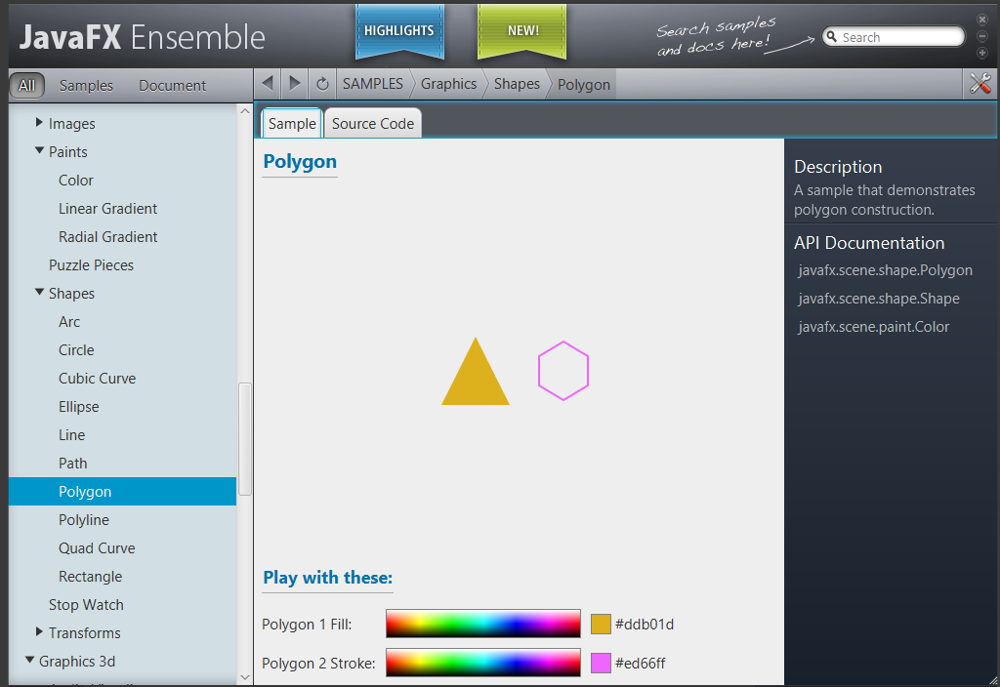 JavaFX Ensemble
HIGHLIGHTS
NEW!
Search samples
and docs here!
Search
All
Samples
Document
SAMPLES
Graphics
Shapes
Polygon
Images
Paints
Color
Linear Gradient
Radial Gradient
Puzzle Pieces
Shapes
Arc
Circle
Cubic Curve
Ellipse
Line
Path
Polygon
Polyline
Quad Curve
Rectangle
Stop Watch
Transforms
Graphics 3d
Sample
Source Code
Polygon
Play with these:
Polygon 1 Fill:
#ddb01d
Polygon 2 Stroke:
#ed66ff
Description
A sample that demonstrates
polygon construction.
API Documentation
javafx.scene.shape.Polygon
javafx.scene.shape.Shape
javafx.scene.paint.Color